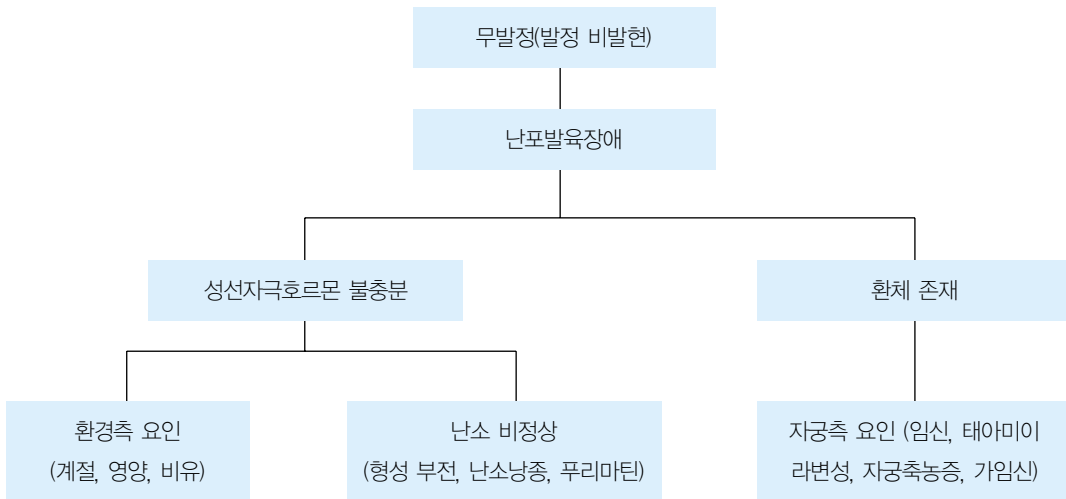 무발정(발정 비발현)
난포발육장애
성선자극호르몬 불충분
환체 존재
환경측 요인
(계절, 영양, 비유)
난소 비정상
(형성 부전, 난소낭종, 푸리마틴)
자궁측 요인 (임신, 태아미이
라변성, 자궁축농증, 가임신)